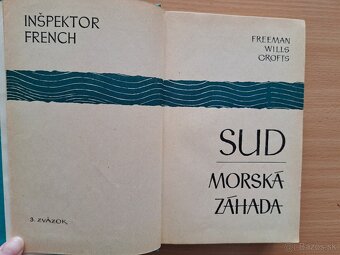 INŠPEKTOR
FRENCH
3. ZVÄZOK
FREEMAN
WILLS
CROFTS
SUD
MORSKÁ
ZÁHADA